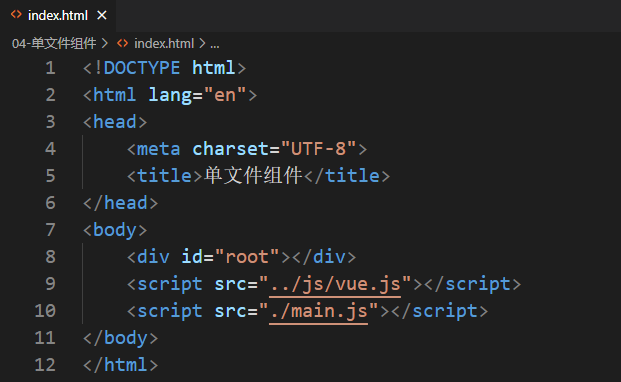 index.html
04-单文件组件 > index.html > ...
1 <!DOCTYPE html>
2 <html lang="en">
3 <head>
4     <meta charset="UTF-8">
5     <title>单文件组件</title>
6 </head>
7 <body>
8     <div id="root"></div>
9     <script src="../js/vue.js"></script>
10     <script src="./main.js"></script>
11 </body>
12 </html>